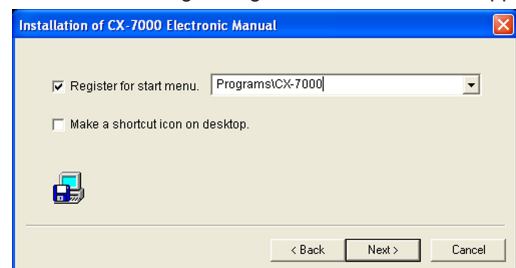 Installation of CX-7000 Electronic Manual
Register for start menu. Programs\CX-7000
Make a shortcut icon on desktop.
< Back Next > Cancel